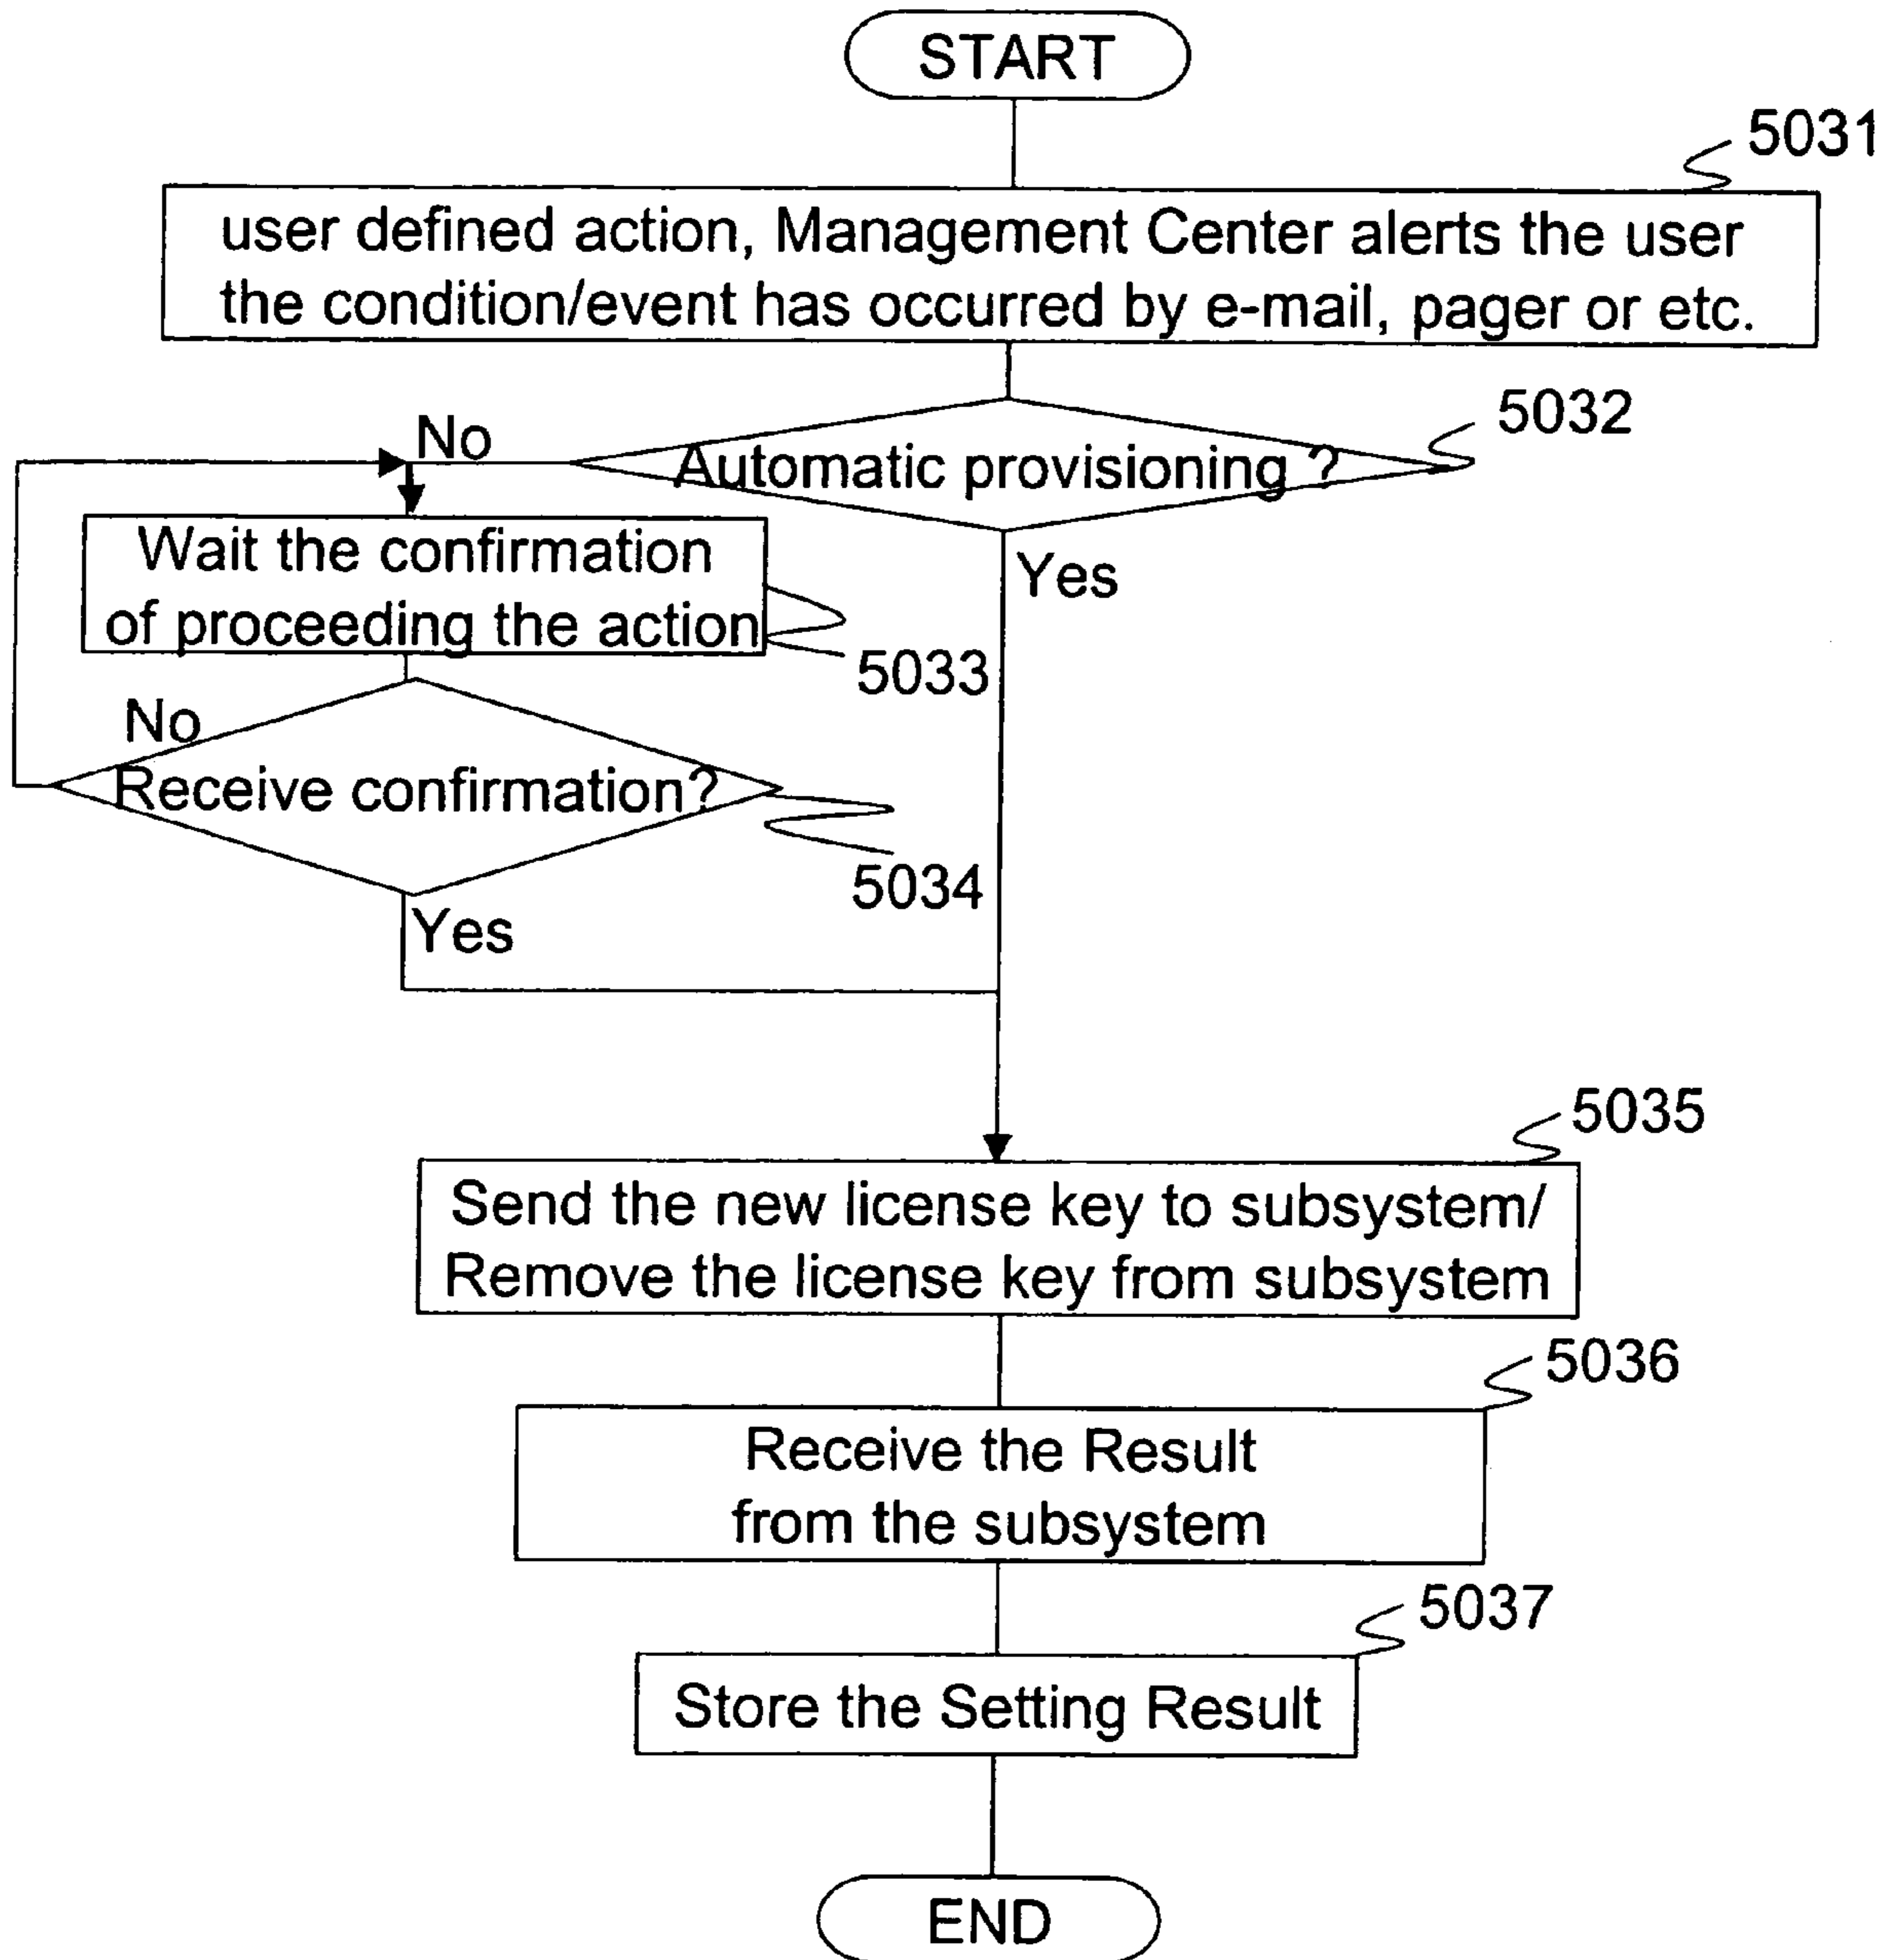 START
5031
user defined action, Management Center alerts the user
the condition/event has occurred by e-mail, pager or etc.
5032
No
Automatic provisioning ?
Yes
Wait the confirmation
of proceeding the action
5033
No
Receive confirmation?
5034
Yes
5035
Send the new license key to subsystem/
Remove the license key from subsystem
5036
Receive the Result
from the subsystem
5037
Store the Setting Result
END